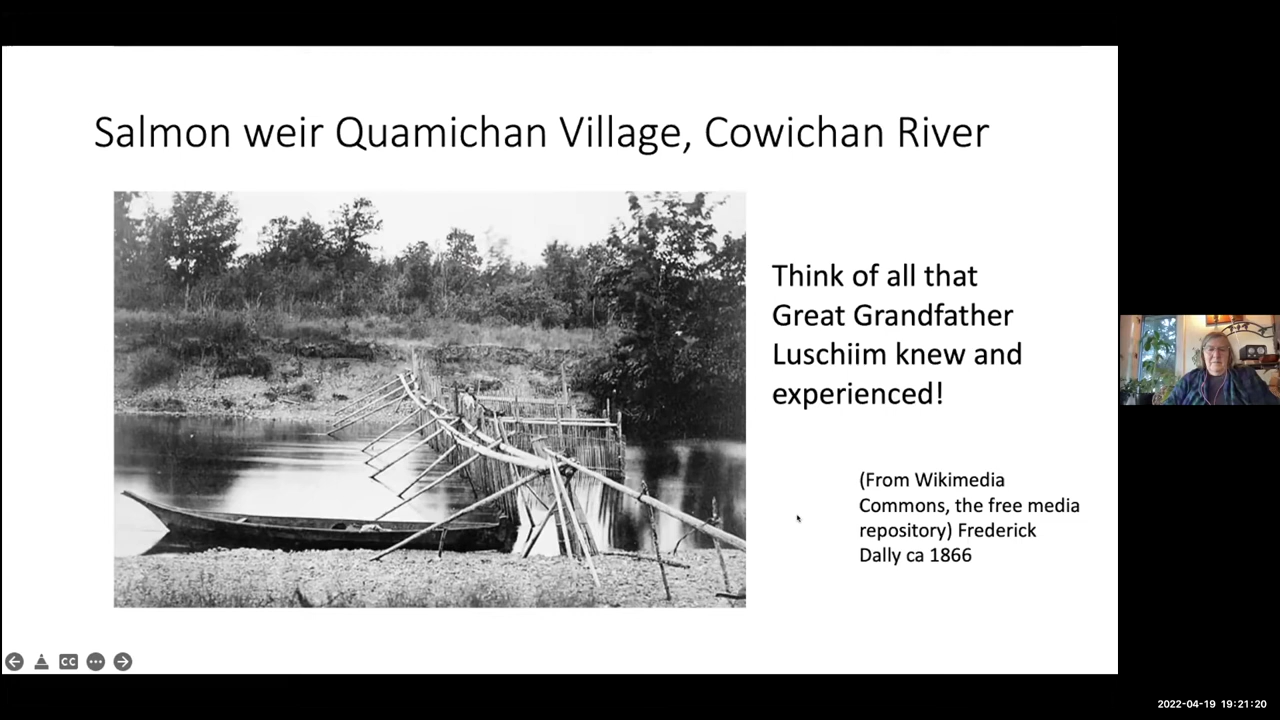 Salmon weir Quamichan Village, Cowichan River
Think of all that
Great Grandfather
Luschiim knew and
experienced!
(From Wikimedia
Commons, the free media
repository) Frederick
Dally ca 1866
CC
2022-04-19 19:21:20